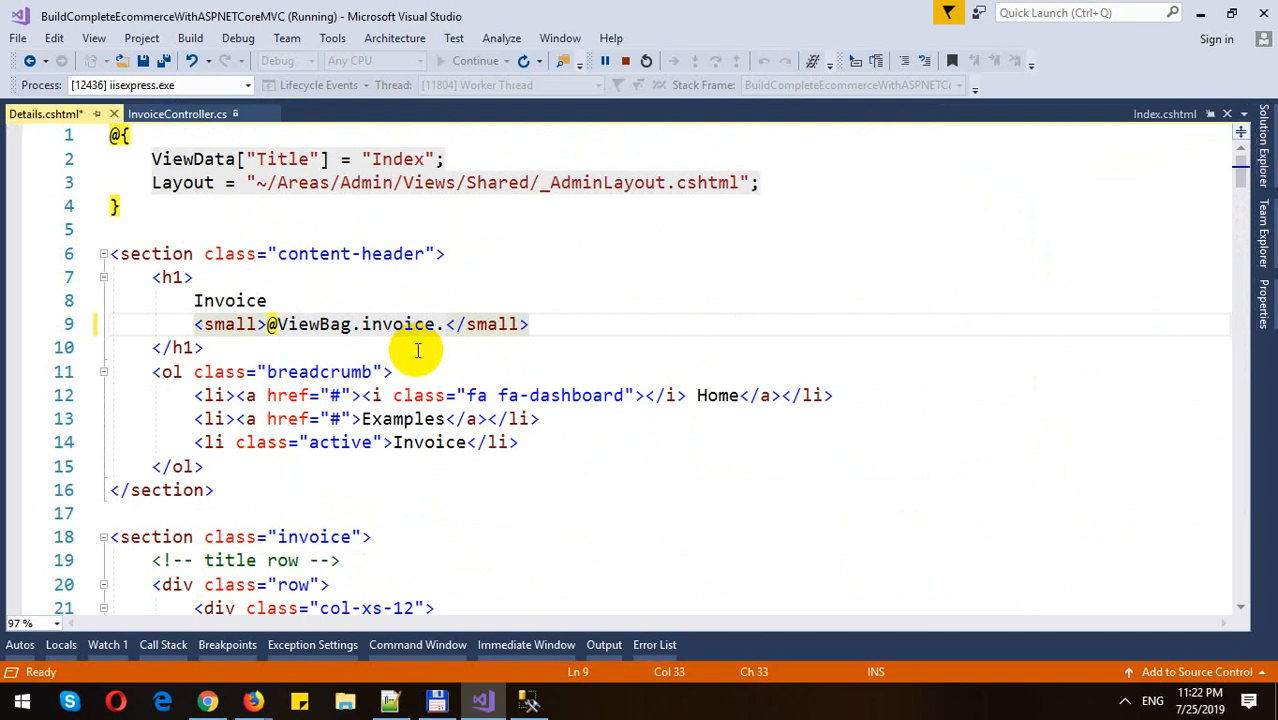 BuildCompleteEcommerceWithASPNETCoreMVC (Running) - Microsoft Visual Studio
Quick Launch (Ctrl+Q)
File Edit View Project Build Debug Team Tools Architecture Test Analyze Window Help
Sign in
Debug Any CPU Continue
Process: [12436] iisexpress.exe Lifecycle Events Thread: [11804] Worker Thread Stack Frame: BuildCompleteEcommerceWithASPNETCoreM
Details.cshtml* InvoiceController.cs Index.cshtml
1 @{
2 ViewData["Title"] = "Index";
3 Layout = "~/Areas/Admin/Views/Shared/_AdminLayout.cshtml";
4 }
5
6 <section class="content-header">
7 <h1>
8 Invoice
9 <small>@ViewBag.invoice.</small>
10 </h1>
11 <ol class="breadcrumb">
12 <li><a href="#"><i class="fa fa-dashboard"></i> Home</a></li>
13 <li><a href="#">Examples</a></li>
14 <li class="active">Invoice</li>
15 </ol>
16 </section>
17
18 <section class="invoice">
19 <!-- title row -->
20 <div class="row">
21 <div class="col-xs-12">
Solution Explorer
Team Explorer
Properties
97 %
Autos Locals Watch 1 Call Stack Breakpoints Exception Settings Command Window Immediate Window Output Error List
Ready Ln 9 Col 33 Ch 33 INS Add to Source Control
ENG
11:22 PM
7/25/2019